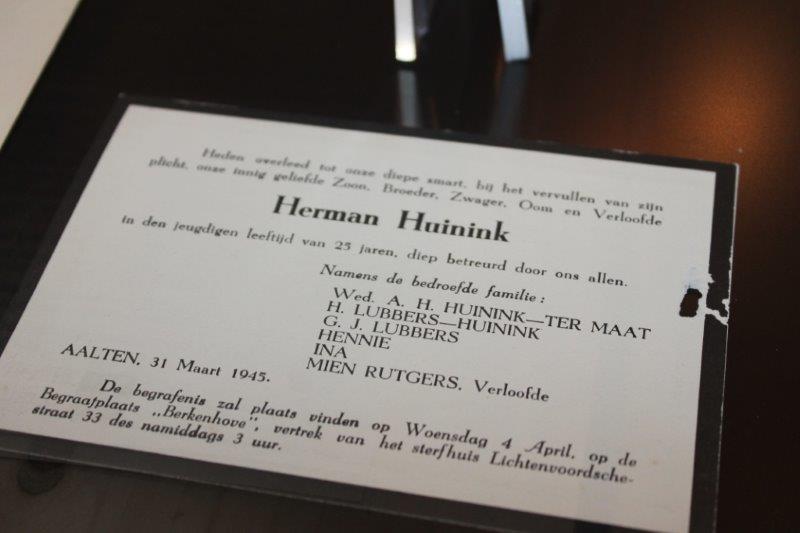 Heden overleed tot onze diepe smart, bij het vervullen van zijn
plicht, onze innig geliefde Zoon, Broeder, Zwager, Oom en Verloofde
Herman Huinink
in den jeugdigen leeftijd van 25 jaren, diep betreurd door ons allen.
Namens de bedroefde familie:
Wed. A. H. HUININK—TER MAAT
H. LUBBERS—HUININK
G. J. LUBBERS
HENNIE
INA
MIEN RUTGERS, Verloofde
AALTEN, 31 Maart 1945.
De begrafenis zal plaats vinden op Woensdag 4 April, op de
Begraafplaats „Berkenhove", vertrek van het sterfhuis Lichtenvoordsche-
straat 33 des namiddags 3 uur.